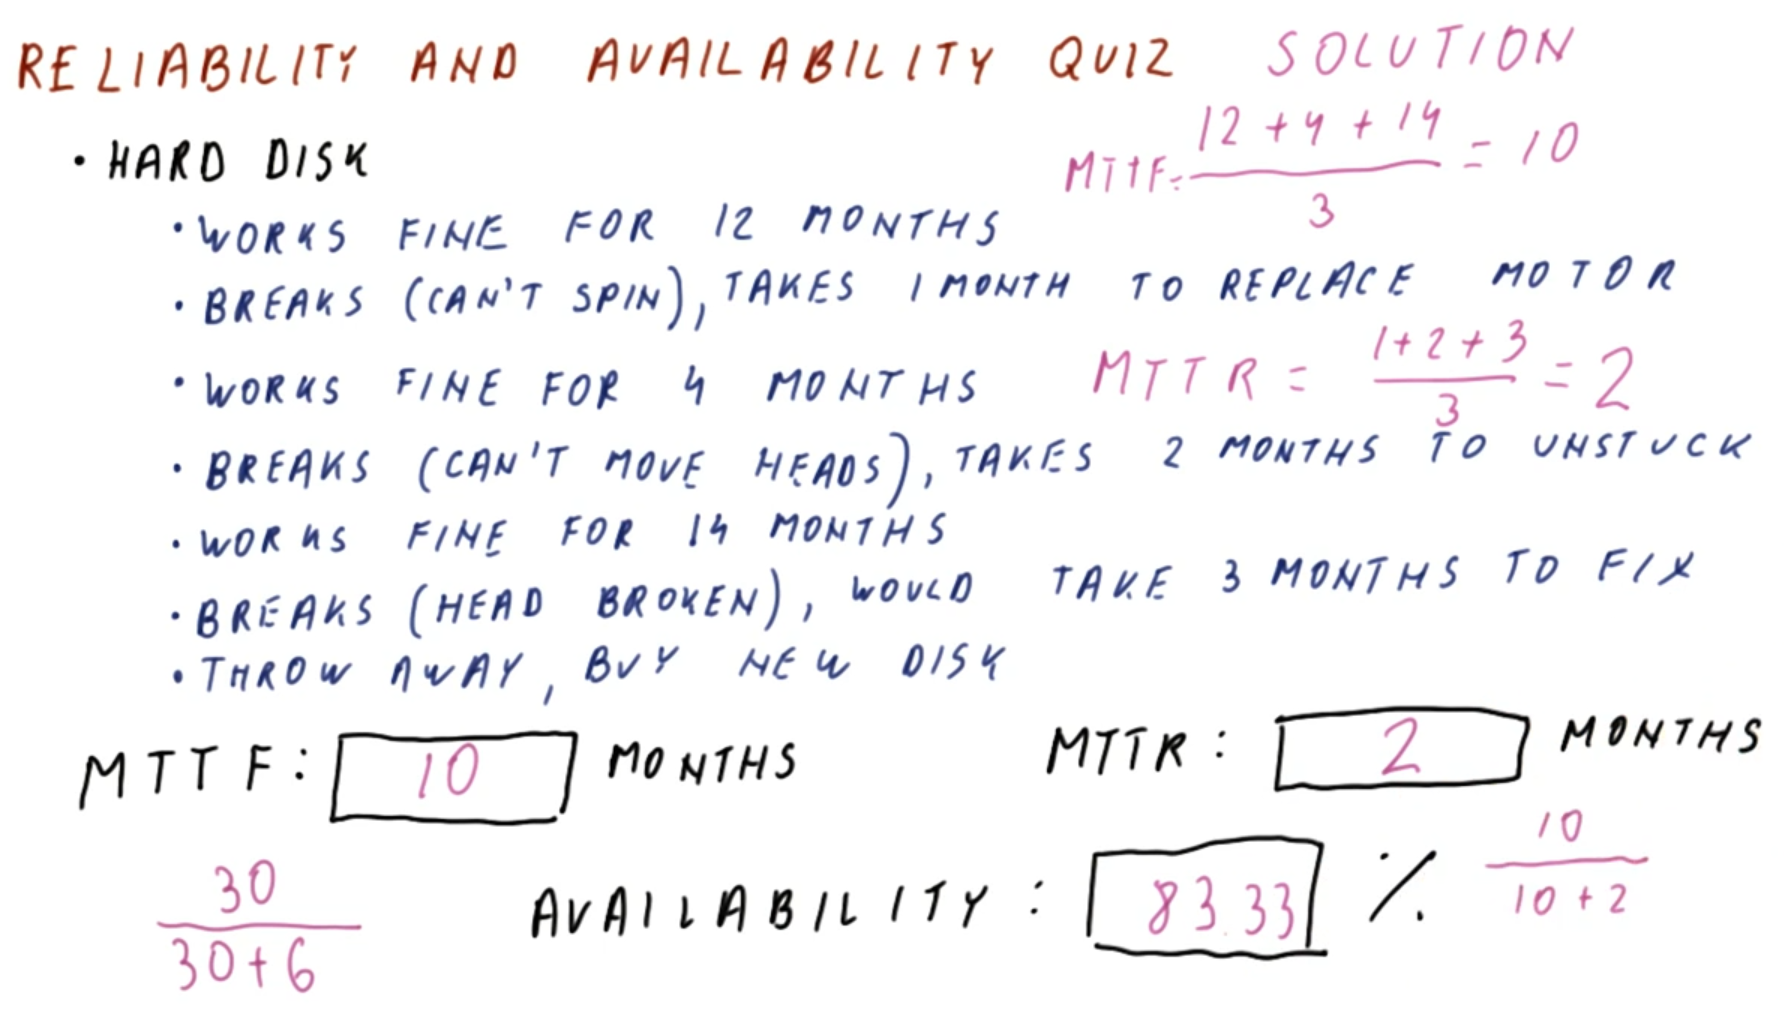 RELIABILITY AND AVAILABILITY QUIZ SOLUTION
MTTF= 12 + 4 + 14 / 3 = 10
• HARD DISK
• WORKS FINE FOR 12 MONTHS
• BREAKS (CAN'T SPIN), TAKES 1 MONTH TO REPLACE MOTOR
• WORKS FINE FOR 4 MONTHS
MTTR = 1+2+3 / 3 = 2
• BREAKS (CAN'T MOVE HEADS), TAKES 2 MONTHS TO UNSTUCK
• WORKS FINE FOR 14 MONTHS
• BREAKS (HEAD BROKEN), WOULD TAKE 3 MONTHS TO FIX
• THROW AWAY, BUY NEW DISK
MTTF: 10 MONTHS
MTTR: 2 MONTHS
30 / 30+6
AVAILABILITY: 83.33 %
10 / 10+2